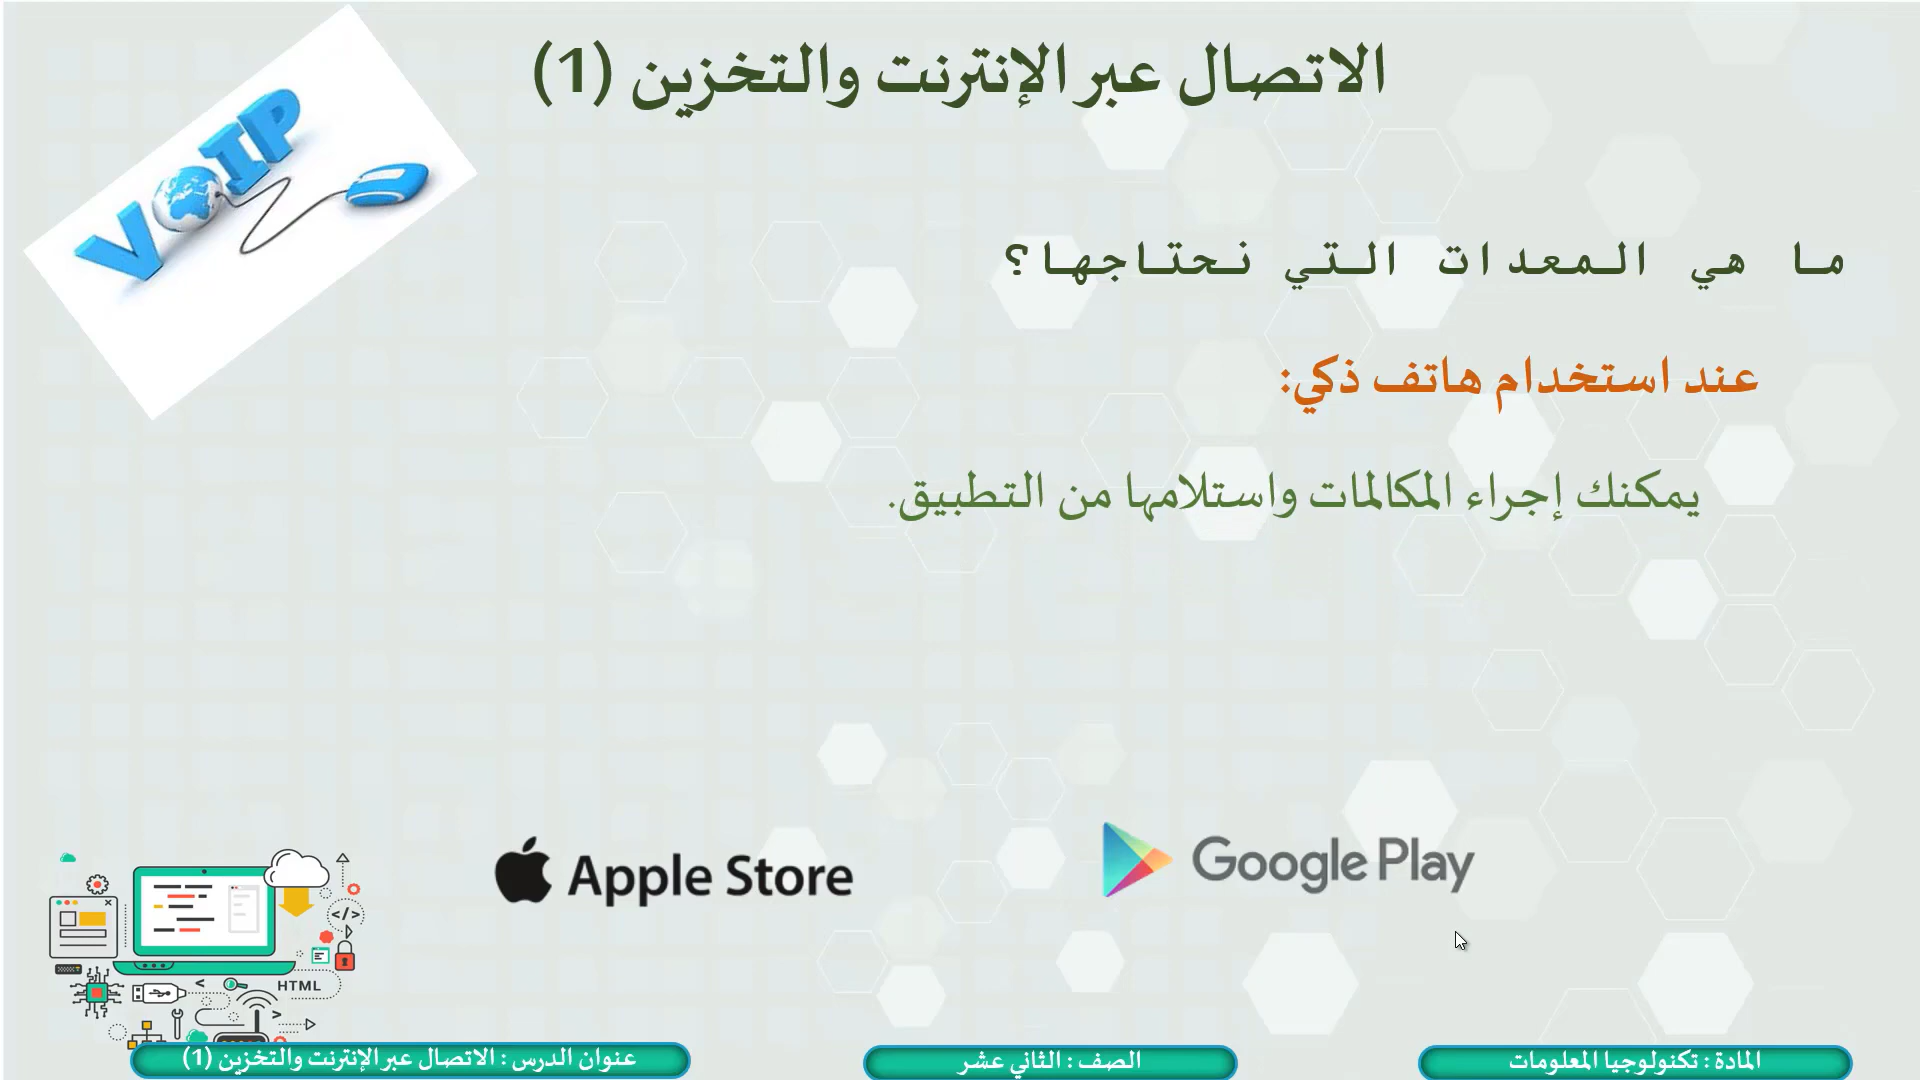 الاتصال عبر الإنترنت والتخزين (1)
VOIP
ما هي المعدات التي نحتاجها؟
عند استخدام هاتف ذكي:
يمكنك إجراء المكالمات واستلامها من التطبيق.
Google Play
Apple Store
</>
HTML
المادة : تكنولوجيا المعلومات
الصف : الثاني عشر
عنوان الدرس : الاتصال عبر الإنترنت والتخزين (1)